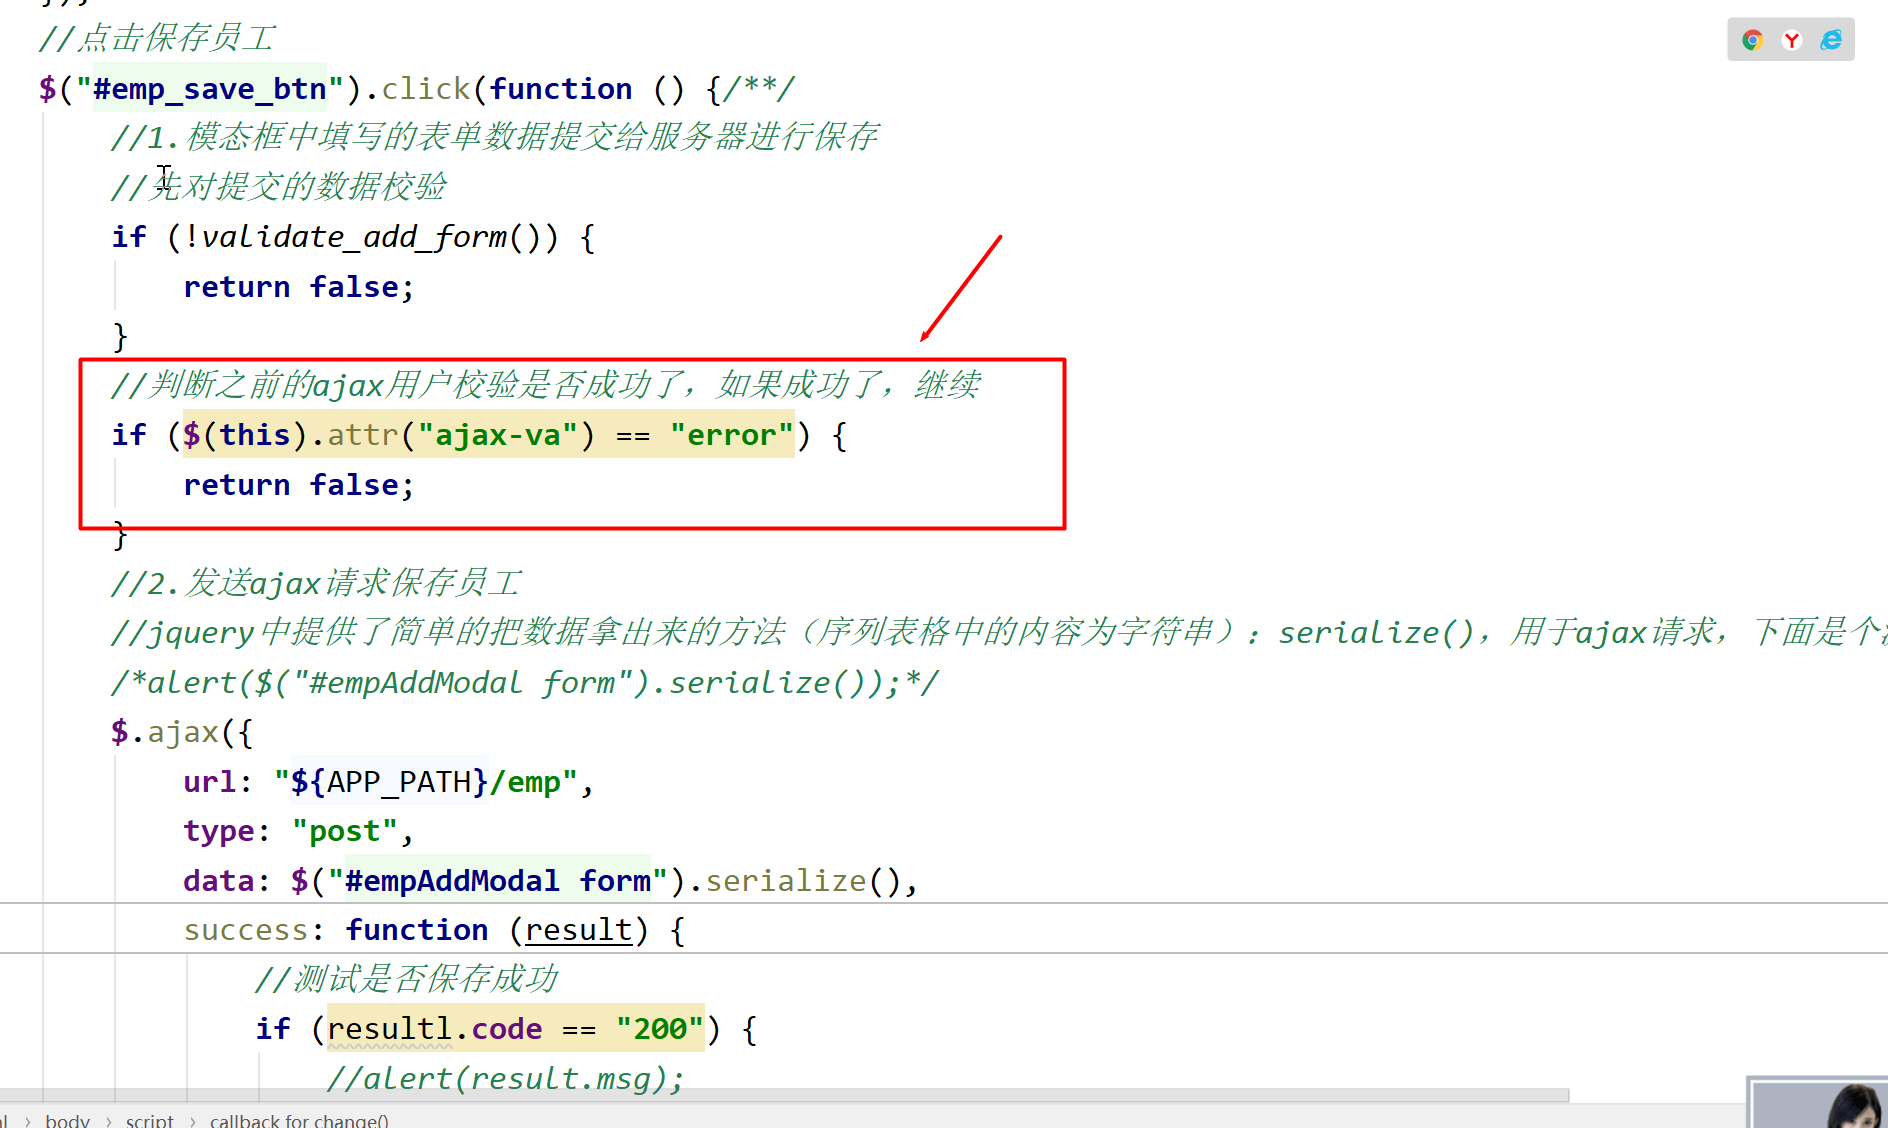 //点击保存员工
$("#emp_save_btn").click(function () {/**/
//1.模态框中填写的表单数据提交给服务器进行保存
//先对提交的数据校验
if (!validate_add_form()) {
return false;
}
//判断之前的ajax用户校验是否成功了，如果成功了，继续
if ($(this).attr("ajax-va") == "error") {
return false;
}
//2.发送ajax请求保存员工
//jquery中提供了简单的把数据拿出来的方法（序列表格中的内容为字符串）：serialize()，用于ajax请求，下面是个
/*alert($("#empAddModal form").serialize());*/
$.ajax({
url: "${APP_PATH}/emp",
type: "post",
data: $("#empAddModal form").serialize(),
success: function (result) {
//测试是否保存成功
if (resultl.code == "200") {
//alert(result.msg);
body › script › callback for change()